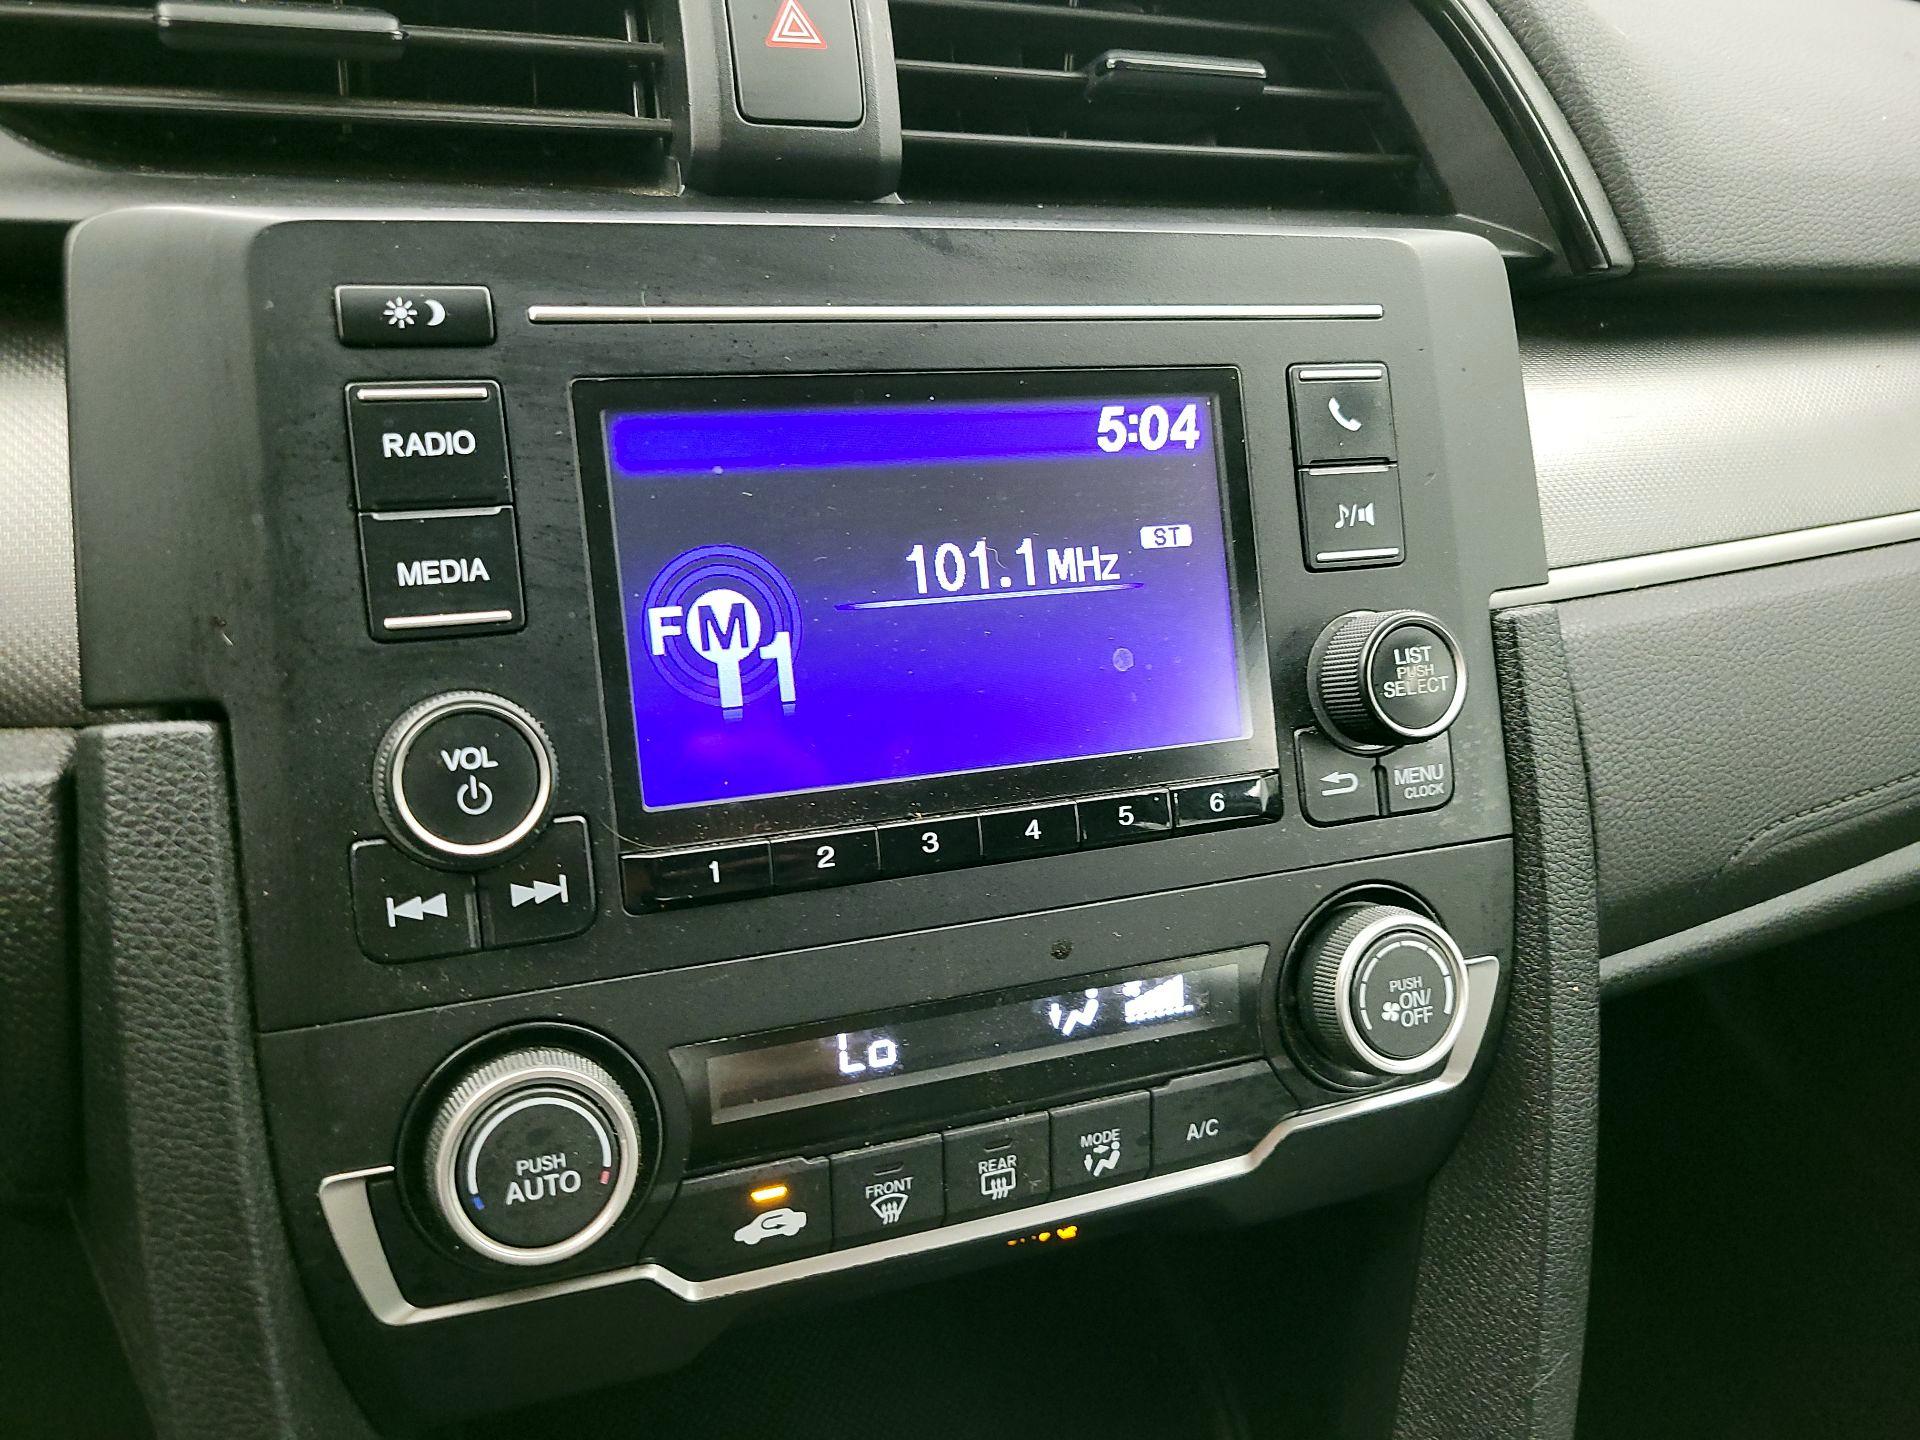 RADIO
MEDIA
5:04
ST
101.1 MHz
FM1
LIST
PUSH
SELECT
VOL
MENU
CLOCK
1 2 3 4 5 6
Lo
PUSH
ON/
OFF
PUSH
AUTO
FRONT
REAR
MODE
A/C